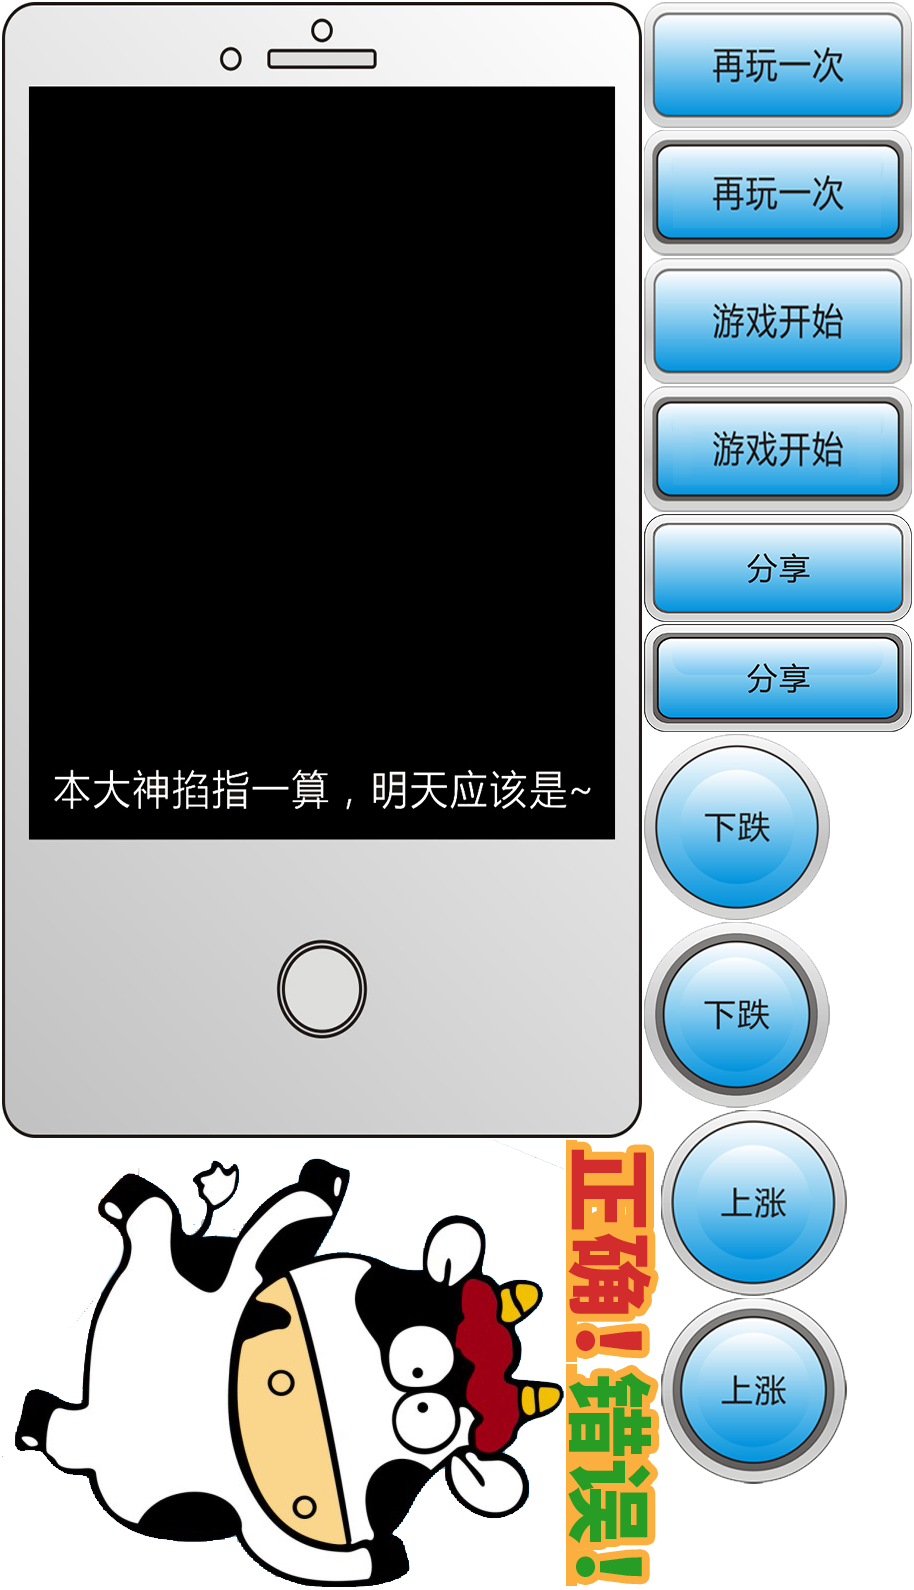 再玩一次
再玩一次
游戏开始
游戏开始
分享
分享
本大神掐指一算，明天应该是~
下跌
下跌
上涨
上涨
正确!
错误!